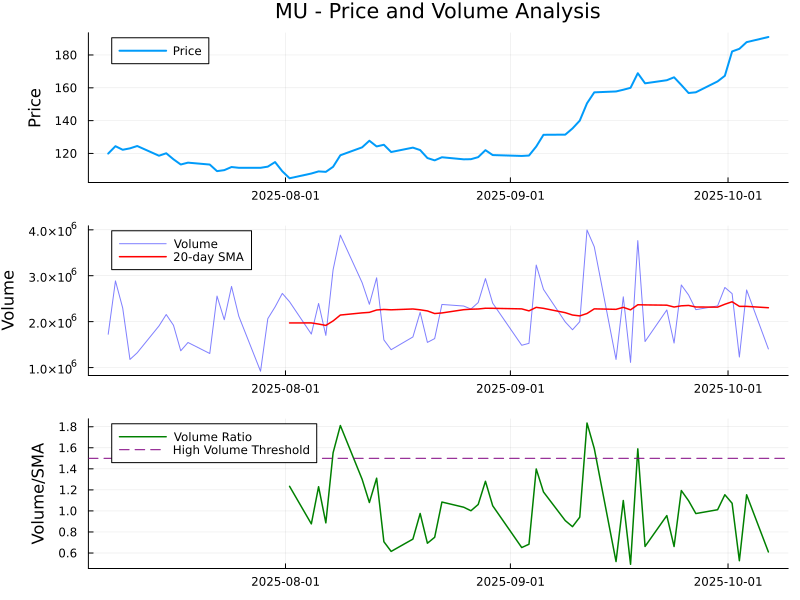 MU - Price and Volume Analysis
Price
180
160
140
120
Price
2025-08-01 2025-09-01 2025-10-01
Volume
20-day SMA
4.0×10⁶
3.0×10⁶
2.0×10⁶
1.0×10⁶
Volume
2025-08-01 2025-09-01 2025-10-01
Volume Ratio
High Volume Threshold
1.8
1.6
1.4
1.2
1.0
0.8
0.6
Volume/SMA
2025-08-01 2025-09-01 2025-10-01